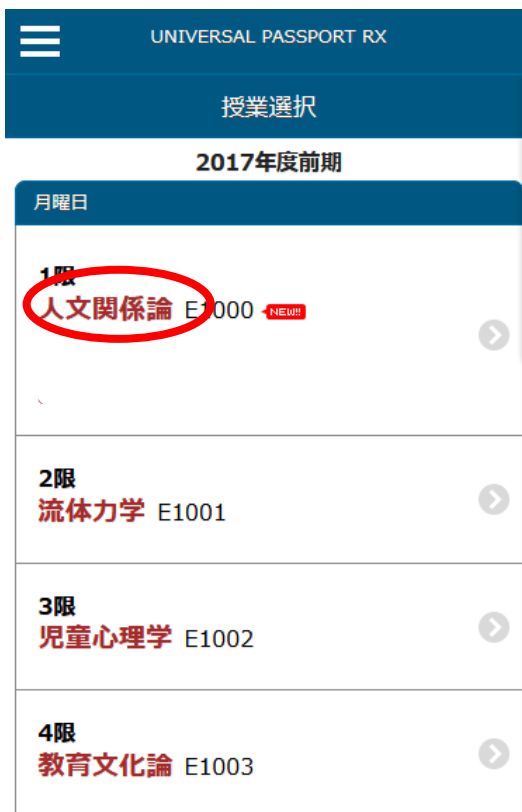 UNIVERSAL PASSPORT RX
授業選択
2017年度前期
月曜日
1限
人文関係論 E1000 NEW!!
2限
流体力学 E1001
3限
児童心理学 E1002
4限
教育文化論 E1003